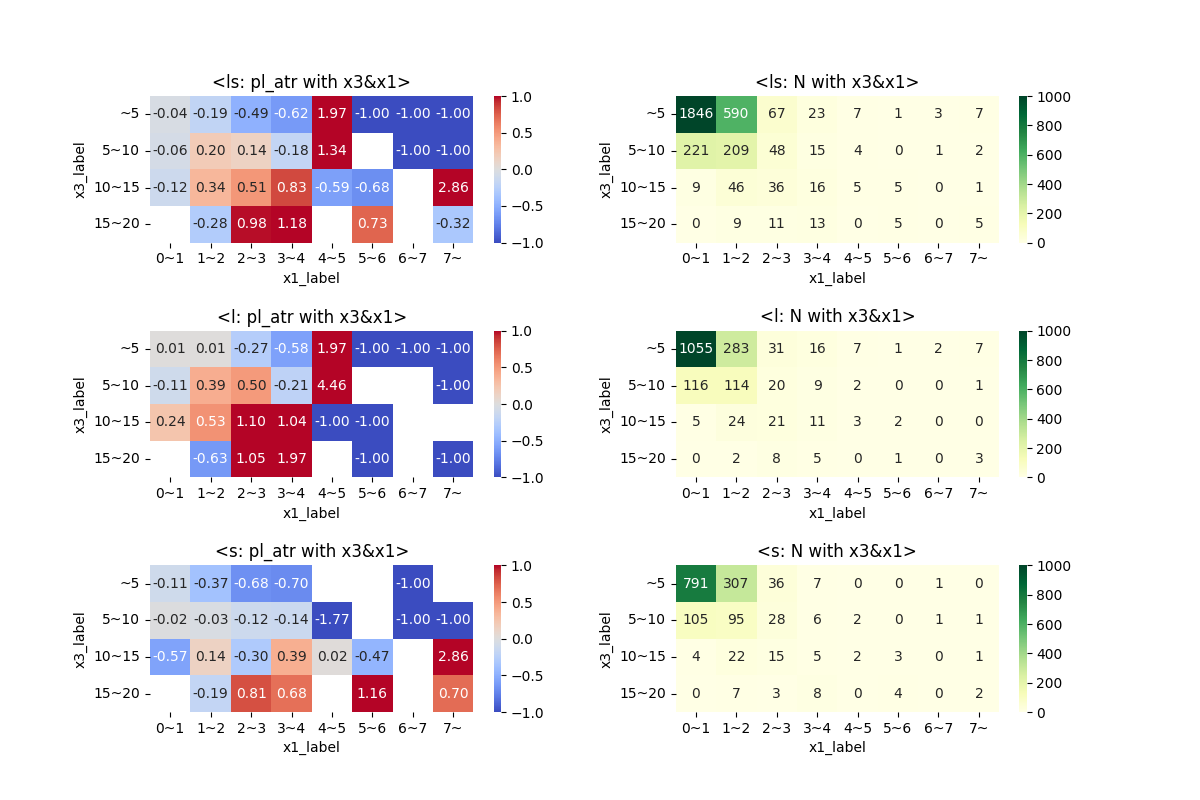 <ls: pl_atr with x3&x1>
x3_label
~5 -0.04 -0.19 -0.49 -0.62 1.97 -1.00 -1.00 -1.00
5~10 -0.06 0.20 0.14 -0.18 1.34 -1.00 -1.00
10~15 -0.12 0.34 0.51 0.83 -0.59 -0.68 2.86
15~20 -0.28 0.98 1.18 0.73 -0.32
0~1 1~2 2~3 3~4 4~5 5~6 6~7 7~
x1_label
1.0
0.5
0.0
−0.5
−1.0
<ls: N with x3&x1>
x3_label
~5 1846 590 67 23 7 1 3 7
5~10 221 209 48 15 4 0 1 2
10~15 9 46 36 16 5 5 0 1
15~20 0 9 11 13 0 5 0 5
0~1 1~2 2~3 3~4 4~5 5~6 6~7 7~
x1_label
1000
800
600
400
200
0
<l: pl_atr with x3&x1>
x3_label
~5 0.01 0.01 -0.27 -0.58 1.97 -1.00 -1.00 -1.00
5~10 -0.11 0.39 0.50 -0.21 4.46 -1.00
10~15 0.24 0.53 1.10 1.04 -1.00 -1.00
15~20 -0.63 1.05 1.97 -1.00 -1.00
0~1 1~2 2~3 3~4 4~5 5~6 6~7 7~
x1_label
1.0
0.5
0.0
−0.5
−1.0
<l: N with x3&x1>
x3_label
~5 1055 283 31 16 7 1 2 7
5~10 116 114 20 9 2 0 0 1
10~15 5 24 21 11 3 2 0 0
15~20 0 2 8 5 0 1 0 3
0~1 1~2 2~3 3~4 4~5 5~6 6~7 7~
x1_label
1000
800
600
400
200
0
<s: pl_atr with x3&x1>
x3_label
~5 -0.11 -0.37 -0.68 -0.70 -1.00
5~10 -0.02 -0.03 -0.12 -0.14 -1.77 -1.00 -1.00
10~15 -0.57 0.14 -0.30 0.39 0.02 -0.47 2.86
15~20 -0.19 0.81 0.68 1.16 0.70
0~1 1~2 2~3 3~4 4~5 5~6 6~7 7~
x1_label
1.0
0.5
0.0
−0.5
−1.0
<s: N with x3&x1>
x3_label
~5 791 307 36 7 0 0 1 0
5~10 105 95 28 6 2 0 1 1
10~15 4 22 15 5 2 3 0 1
15~20 0 7 3 8 0 4 0 2
0~1 1~2 2~3 3~4 4~5 5~6 6~7 7~
x1_label
1000
800
600
400
200
0